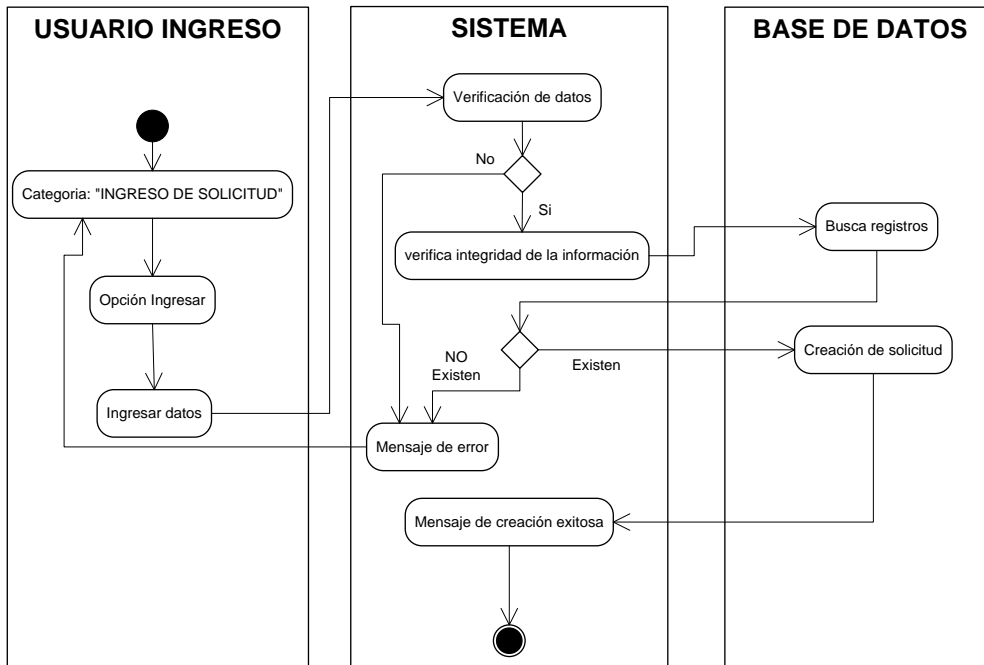 USUARIO INGRESO
SISTEMA
BASE DE DATOS
Verificación de datos
No
Categoria: "INGRESO DE SOLICITUD"
Si
Busca registros
verifica integridad de la información
Opción Ingresar
NO
Existen
Existen
Creación de solicitud
Ingresar datos
Mensaje de error
Mensaje de creación exitosa